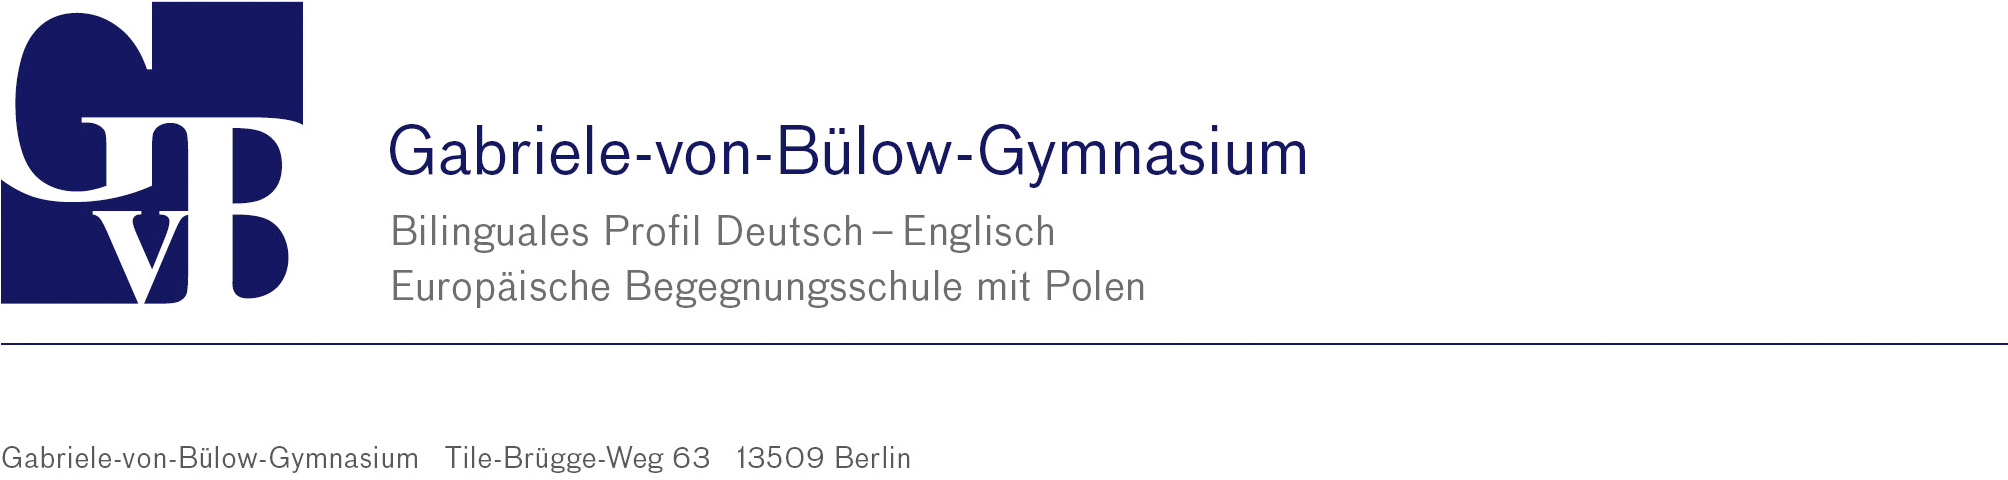 GvB
Gabriele-von-Bülow-Gymnasium
Bilinguales Profil Deutsch – Englisch
Europäische Begegnungsschule mit Polen
Gabriele-von-Bülow-Gymnasium Tile-Brügge-Weg 63 13509 Berlin